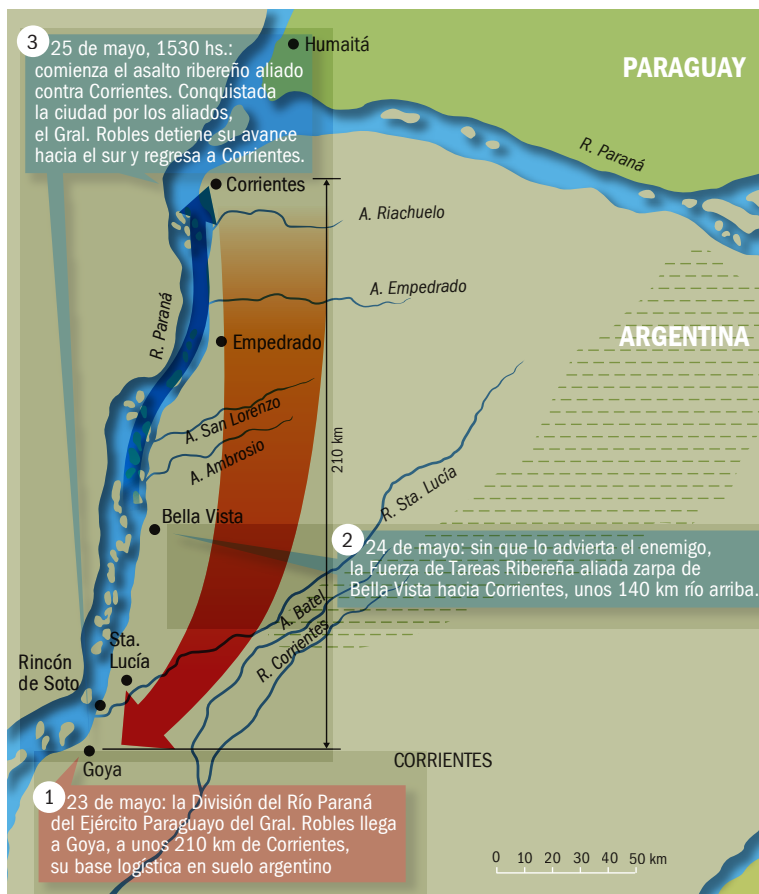 3
25 de mayo, 1530 hs.:
comienza el asalto ribereño aliado
contra Corrientes. Conquistada
la ciudad por los aliados,
el Gral. Robles detiene su avance
hacia el sur y regresa a Corrientes.
Humaitá
PARAGUAY
R. Paraná
Corrientes
A. Riachuelo
A. Empedrado
R. Paraná
Empedrado
ARGENTINA
A. San Lorenzo
A. Ambrosio
210 km
R. Sta. Lucía
Bella Vista
2
24 de mayo: sin que lo advierta el enemigo,
la Fuerza de Tareas Ribereña aliada zarpa de
Bella Vista hacia Corrientes, unos 140 km río arriba.
A. Batel
R. Corrientes
Sta.
Lucía
Rincón
de Soto
Goya
CORRIENTES
1
23 de mayo: la División del Río Paraná
del Ejército Paraguayo del Gral. Robles llega
a Goya, a unos 210 km de Corrientes,
su base logística en suelo argentino
0 10 20 30 40 50 km